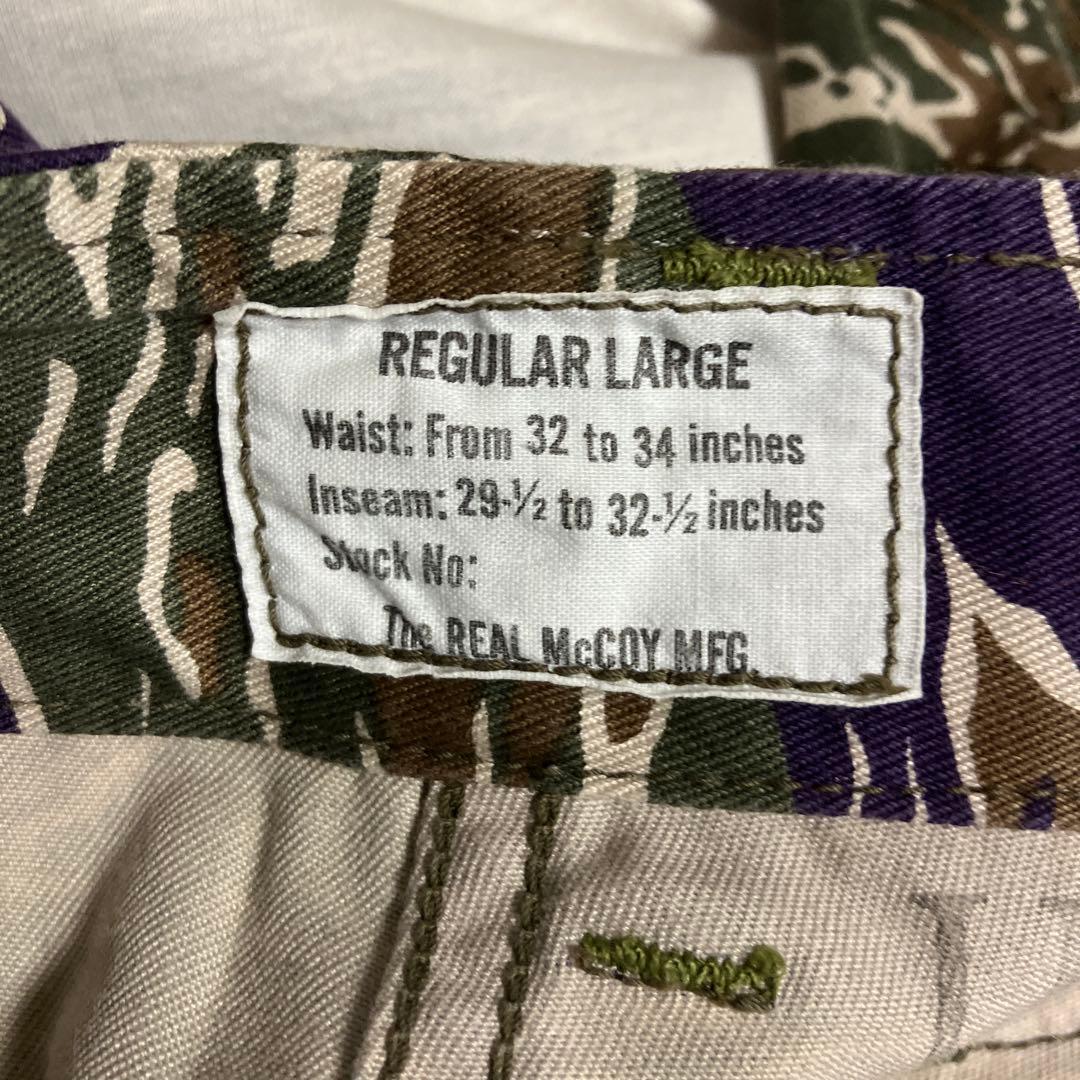 REGULAR LARGE
Waist: From 32 to 34 inches
Inseam: 29-½ to 32-½ inches
Stock No:
The REAL McCOY MFG